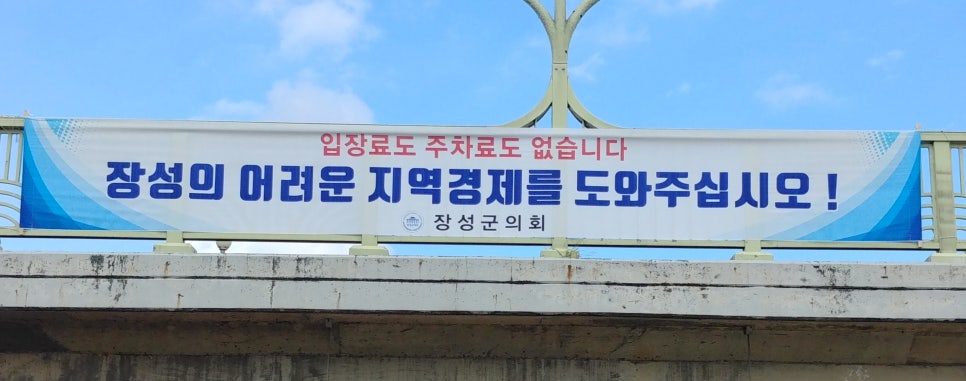 입장료도 주차료도 없습니다
장성의 어려운 지역경제를 도와주십시오 !
장성군의회